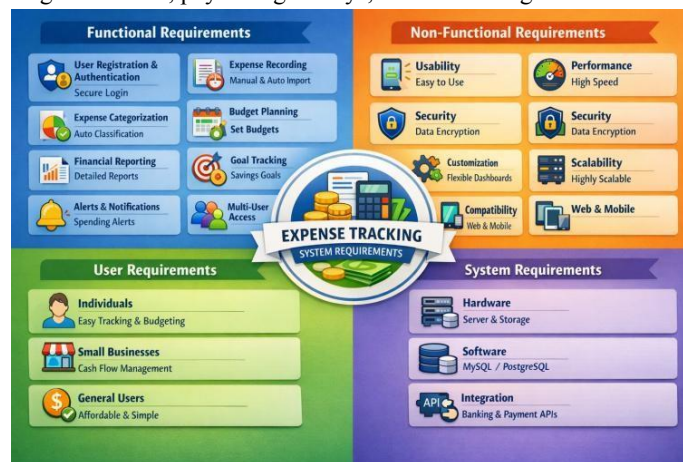 Functional Requirements
User Registration &
Authentication
Secure Login
Expense Recording
Manual & Auto Import
Expense Categorization
Auto Classification
Budget Planning
Set Budgets
Financial Reporting
Detailed Reports
Goal Tracking
Savings Goals
Alerts & Notifications
Spending Alerts
Multi-User
Access
Non-Functional Requirements
Usability
Easy to Use
Performance
High Speed
Security
Data Encryption
Security
Data Encryption
Customization
Flexible Dashboards
Scalability
Highly Scalable
Compatibility
Web & Mobile
Web & Mobile
EXPENSE TRACKING
SYSTEM REQUIREMENTS
User Requirements
Individuals
Easy Tracking & Budgeting
Small Businesses
Cash Flow Management
General Users
Affordable & Simple
System Requirements
Hardware
Server & Storage
Software
MySQL / PostgreSQL
API
Integration
Banking & Payment APIs